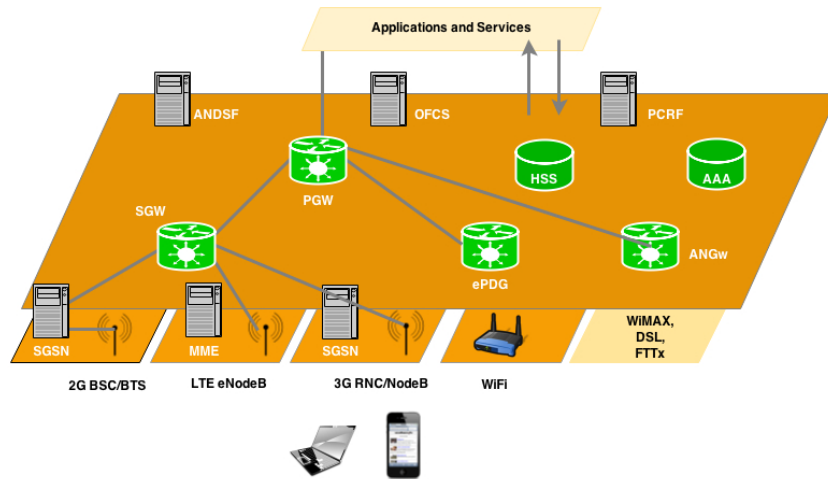 Applications and Services
ANDSF
OFCS
PCRF
HSS
AAA
PGW
SGW
ePDG
ANGw
SGSN
MME
SGSN
WiMAX,
DSL,
FTTx
2G BSC/BTS
LTE eNodeB
3G RNC/NodeB
WiFi